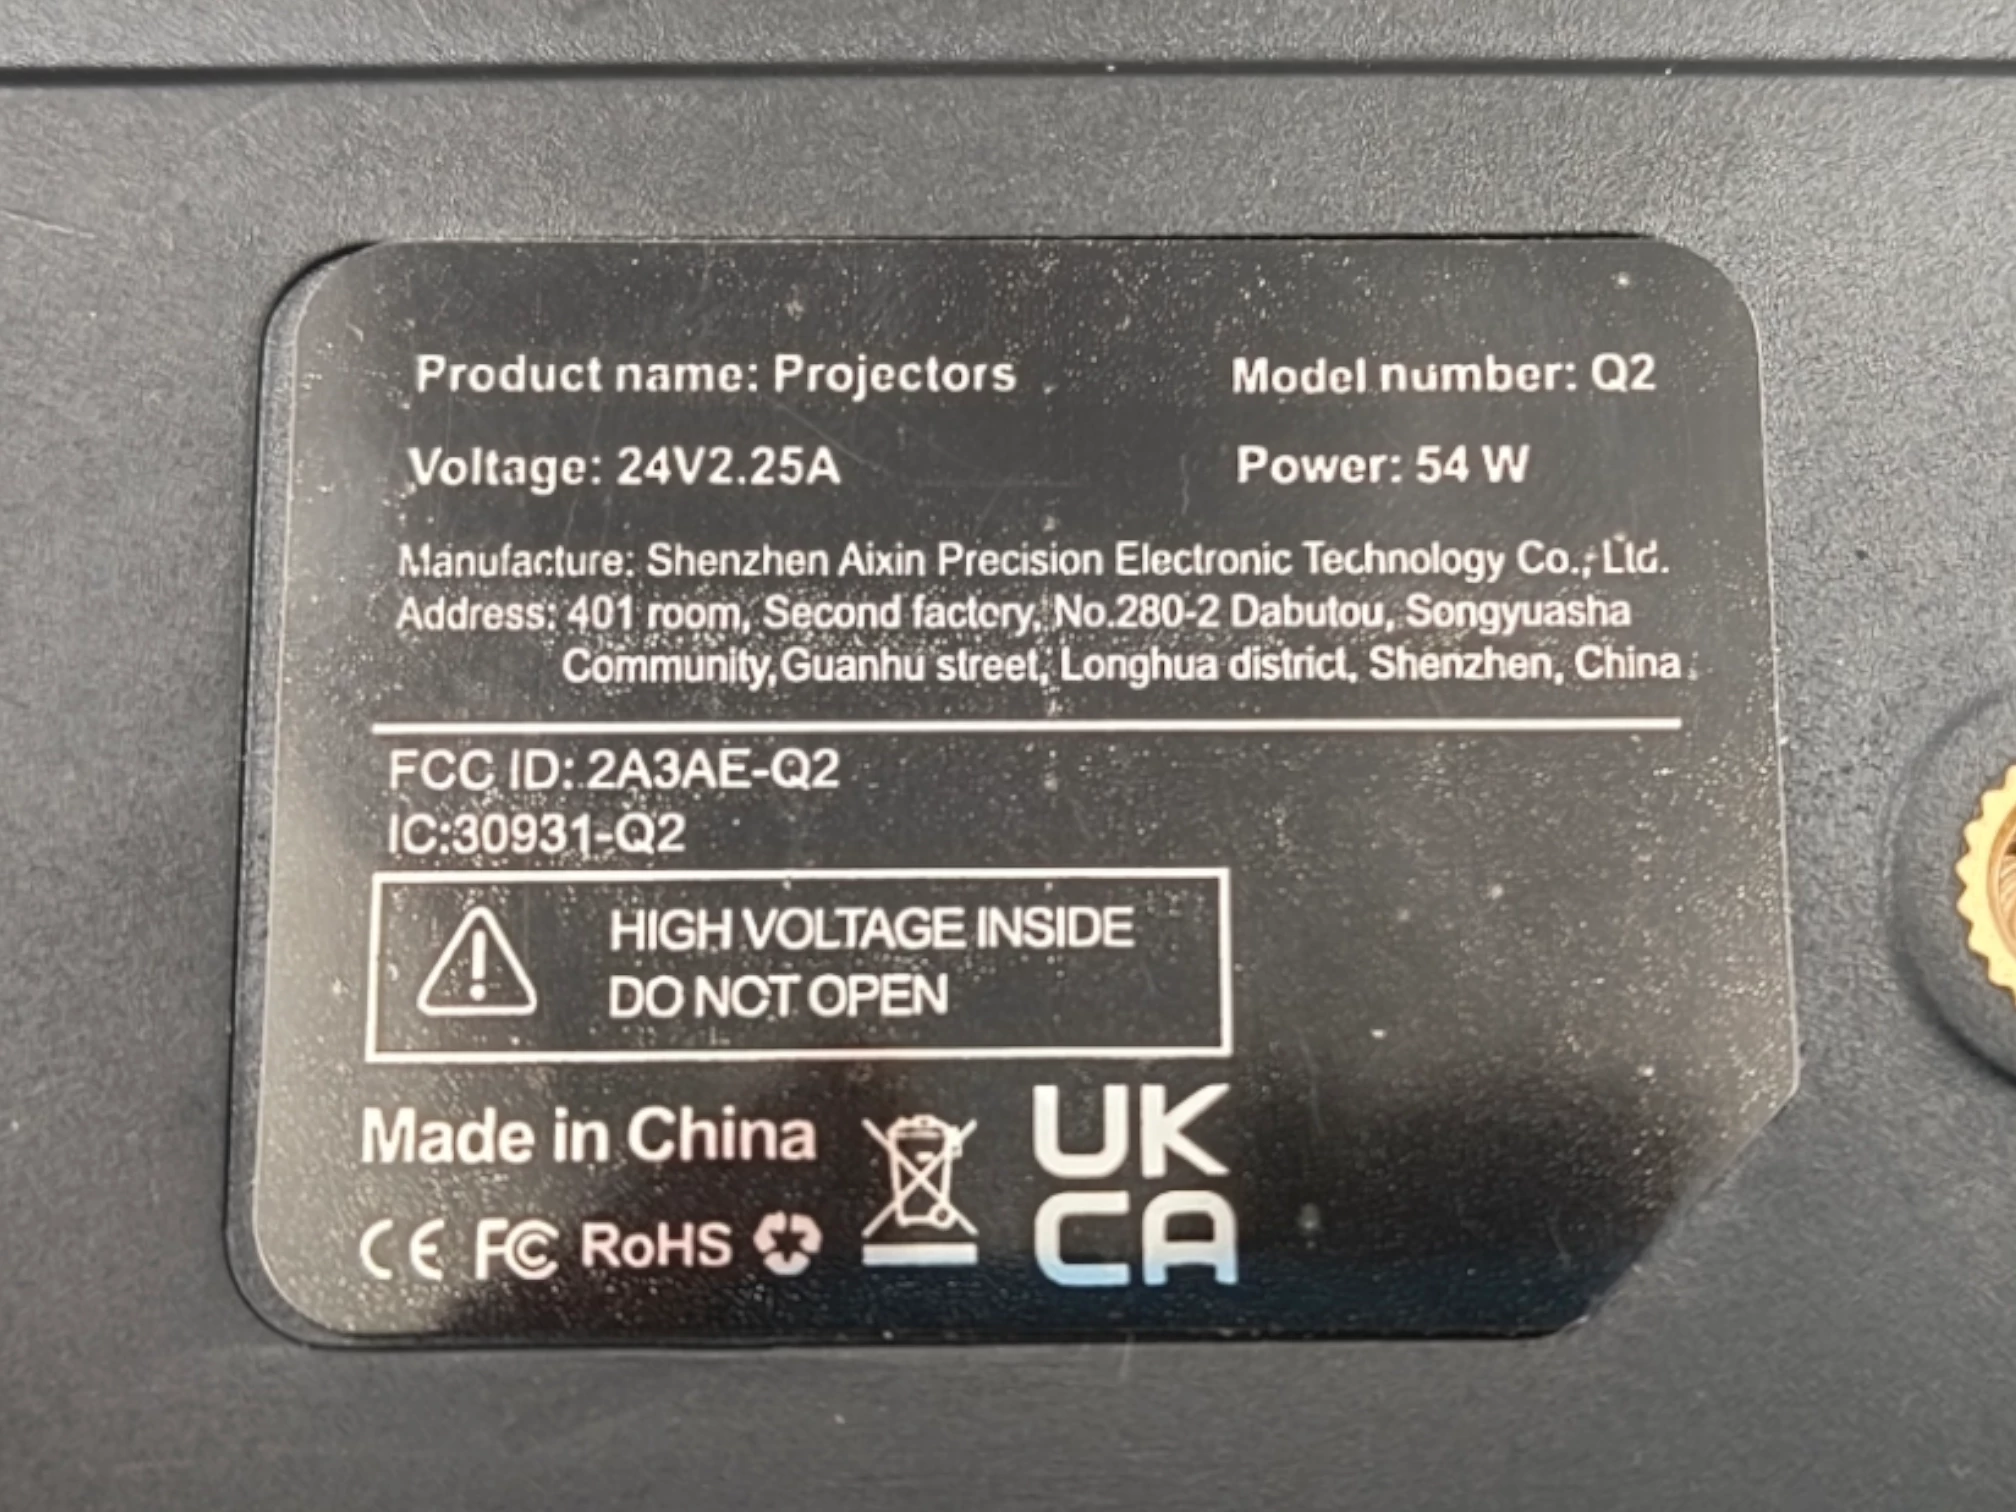 Product name: Projectors Model number: Q2
Voltage: 24V2.25A Power: 54 W
Manufacture: Shenzhen Aixin Precision Electronic Technology Co., Ltd.
Address: 401 room, Second factory, No.280-2 Dabutou, Songyuasha
Community,Guanhu street, Longhua district, Shenzhen, China
FCC ID: 2A3AE-Q2
IC:30931-Q2
HIGH VOLTAGE INSIDE
DO NOT OPEN
Made in China
CE FC RoHS
UK
CA